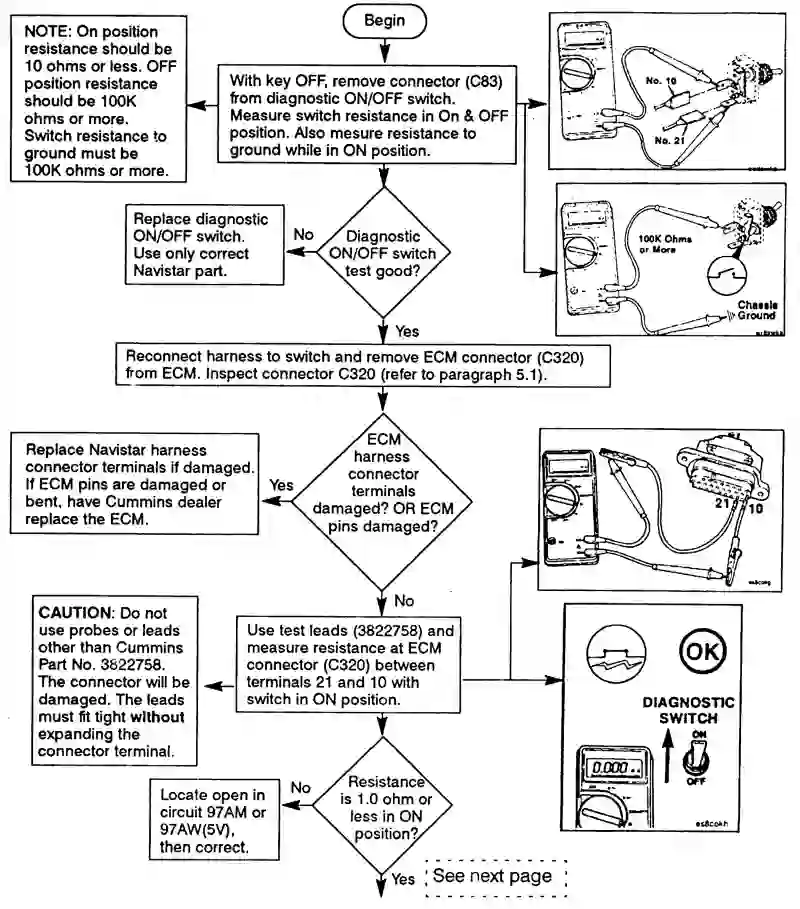 Begin
NOTE: On position
resistance should be
10 ohms or less. OFF
position resistance
should be 100K
ohms or more.
Switch resistance to
ground must be
100K ohms or more.
With key OFF, remove connector (C83)
from diagnostic ON/OFF switch.
Measure switch resistance in On & OFF
position. Also mesure resistance to
ground while in ON position.
No. 10
No. 21
Replace diagnostic
ON/OFF switch.
Use only correct
Navistar part.
No
Diagnostic
ON/OFF switch
test good?
100K Ohms
or More
Chassis
Ground
Yes
Reconnect harness to switch and remove ECM connector (C320)
from ECM. Inspect connector C320 (refer to paragraph 5.1).
Replace Navistar harness
connector terminals if damaged.
If ECM pins are damaged or
bent, have Cummins dealer
replace the ECM.
Yes
ECM
harness
connector
terminals
damaged? OR ECM
pins damaged?
21 10
No
CAUTION: Do not
use probes or leads
other than Cummins
Part No. 3822758.
The connector will be
damaged. The leads
must fit tight without
expanding the
connector terminal.
Use test leads (3822758) and
measure resistance at ECM
connector (C320) between
terminals 21 and 10 with
switch in ON position.
OK
DIAGNOSTIC
SWITCH
ON
OFF
0.000
es8cokh
Locate open in
circuit 97AM or
97AW(5V),
then correct.
No
Resistance
is 1.0 ohm or
less in ON
position?
Yes
See next page